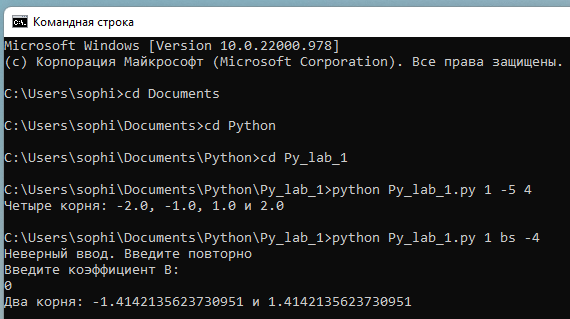 Командная строка
Microsoft Windows [Version 10.0.22000.978]
(c) Корпорация Майкрософт (Microsoft Corporation). Все права защищены.
C:\Users\sophi>cd Documents
C:\Users\sophi\Documents>cd Python
C:\Users\sophi\Documents\Python>cd Py_lab_1
C:\Users\sophi\Documents\Python\Py_lab_1>python Py_lab_1.py 1 -5 4
Четыре корня: -2.0, -1.0, 1.0 и 2.0
C:\Users\sophi\Documents\Python\Py_lab_1>python Py_lab_1.py 1 bs -4
Неверный ввод. Введите повторно
Введите коэффициент B:
0
Два корня: -1.4142135623730951 и 1.4142135623730951